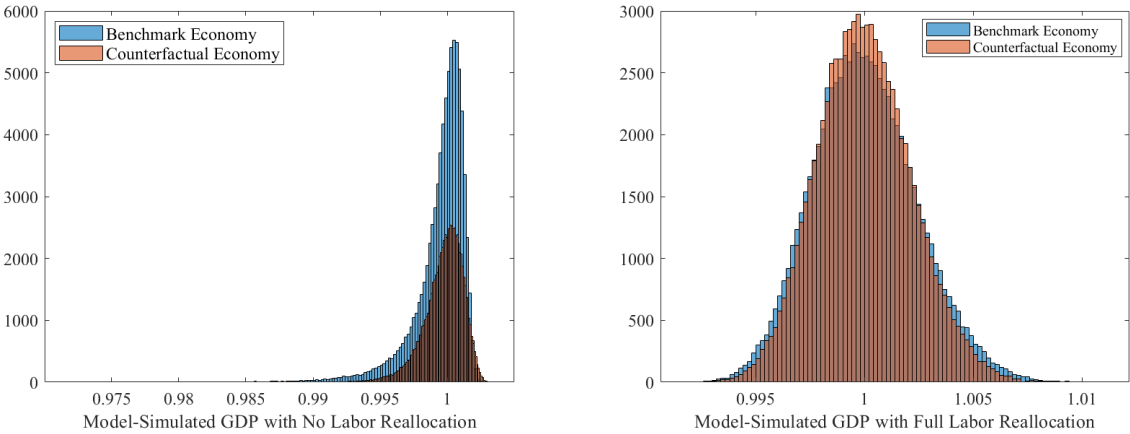 6000
5000
4000
3000
2000
1000
0
Benchmark Economy
Counterfactual Economy
0.975 0.98 0.985 0.99 0.995 1
Model-Simulated GDP with No Labor Reallocation
3000
2500
2000
1500
1000
500
0
Benchmark Economy
Counterfactual Economy
0.995 1 1.005 1.01
Model-Simulated GDP with Full Labor Reallocation